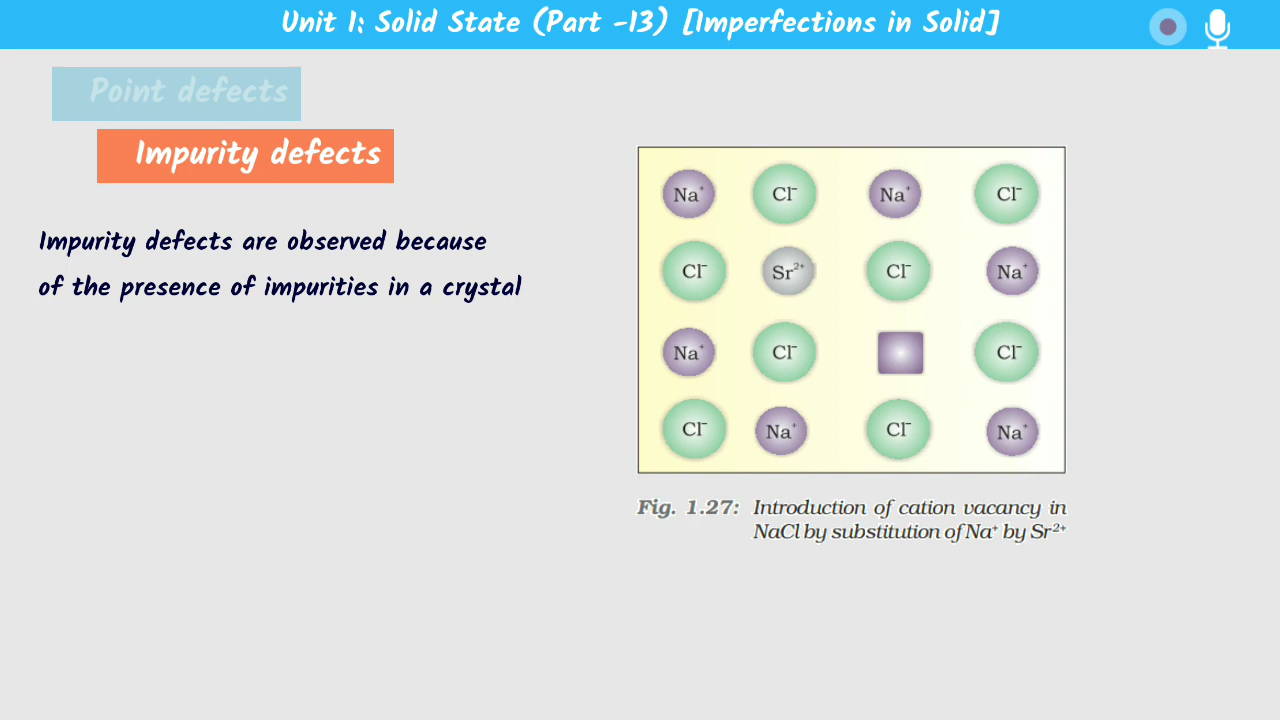 Unit 1: Solid State (Part -13) [Imperfections in Solid]
Point defects
Impurity defects
Impurity defects are observed because
of the presence of impurities in a crystal
Na⁺ Cl⁻ Na⁺ Cl⁻
Cl⁻ Sr²⁺ Cl⁻ Na⁺
Na⁺ Cl⁻ Cl⁻
Cl⁻ Na⁺ Cl⁻ Na⁺
Fig. 1.27: Introduction of cation vacancy in
NaCl by substitution of Na⁺ by Sr²⁺